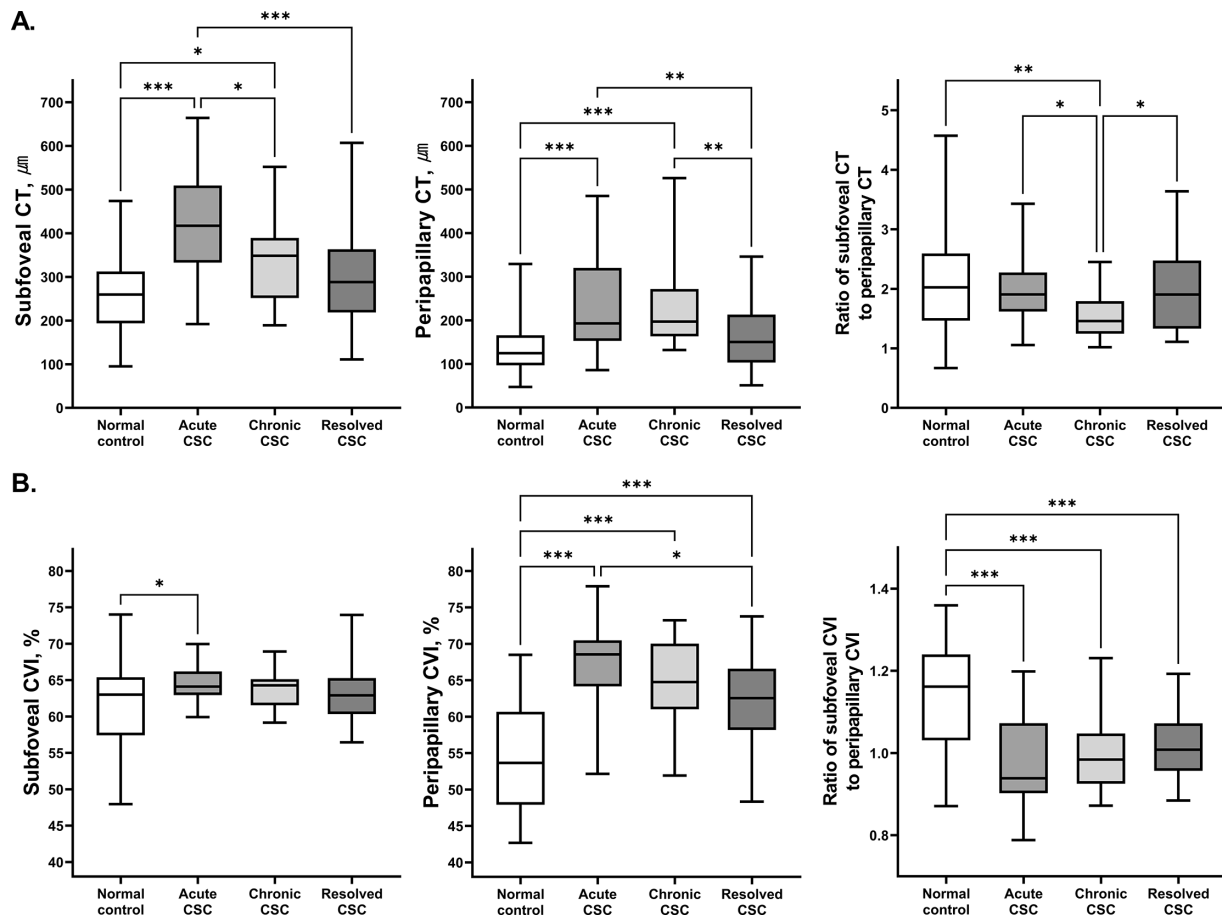 A.
***
*
***
*
Subfoveal CT, ㎛
700
600
500
400
300
200
100
0
Normal control
Acute CSC
Chronic CSC
Resolved CSC
**
***
***
**
Peripapillary CT, ㎛
700
600
500
400
300
200
100
0
Normal control
Acute CSC
Chronic CSC
Resolved CSC
**
*
*
Ratio of subfoveal CT
to peripapillary CT
5
4
3
2
1
0
Normal control
Acute CSC
Chronic CSC
Resolved CSC
B.
*
Subfoveal CVI, %
80
75
70
65
60
55
50
45
40
Normal control
Acute CSC
Chronic CSC
Resolved CSC
***
***
***
*
Peripapillary CVI, %
80
75
70
65
60
55
50
45
40
Normal control
Acute CSC
Chronic CSC
Resolved CSC
***
***
***
Ratio of subfoveal CVI
to peripapillary CVI
1.4
1.2
1.0
0.8
Normal control
Acute CSC
Chronic CSC
Resolved CSC